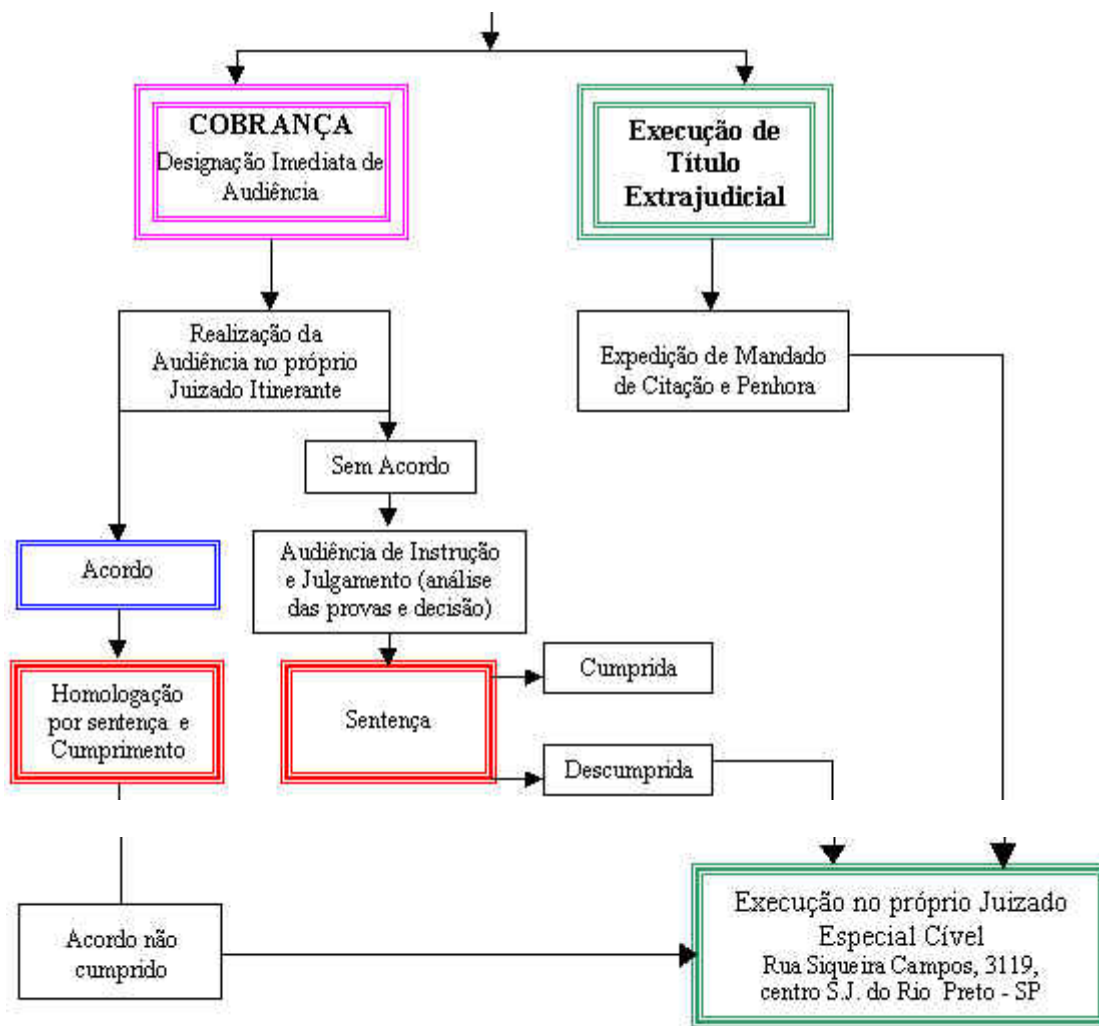 COBRANÇA
Designação Imediata de
Audiência
Execução de
Título
Extrajudicial
Realização da
Audiência no próprio
Juizado Itinerante
Expedição de Mandado
de Citação e Penhora
Sem Acordo
Acordo
Audiência de Instrução
e Julgamento (análise
das provas e decisão)
Homologação
por sentença e
Cumprimento
Sentença
Cumprida
Descumprida
Acordo não
cumprido
Execução no próprio Juizado
Especial Cível
Rua Siqueira Campos, 3119,
centro S.J. do Rio Preto - SP